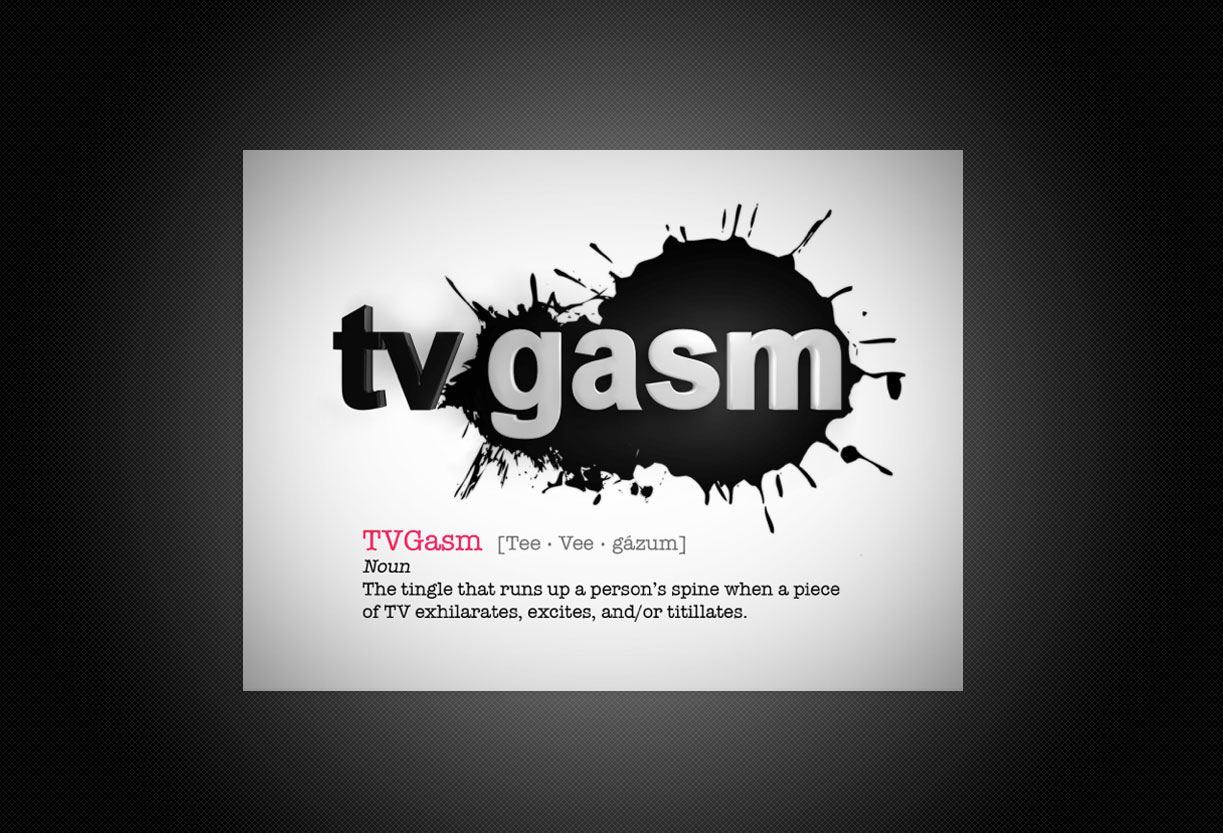 tv gasm
TVGasm [Tee · Vee · gázum]
Noun
The tingle that runs up a person’s spine when a piece
of TV exhilarates, excites, and/or titillates.